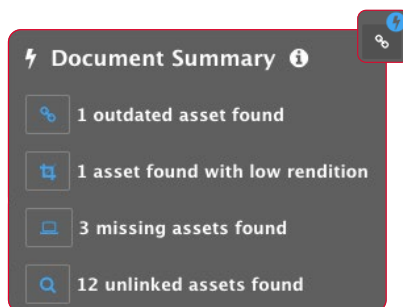 Document Summary
1 outdated asset found
1 asset found with low rendition
3 missing assets found
12 unlinked assets found